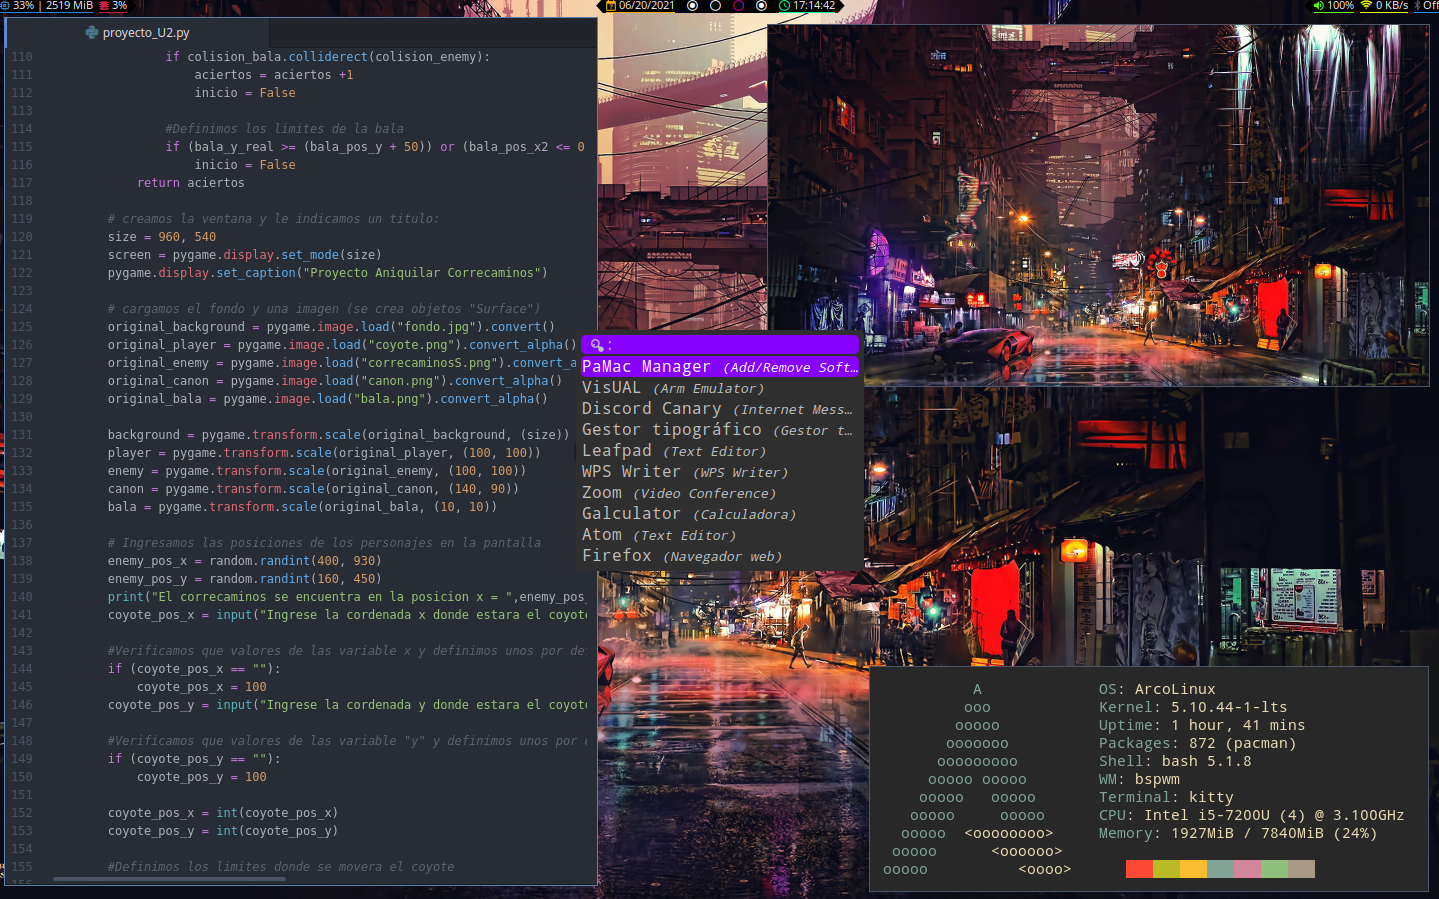 33% | 2519 MiB 3%
06/20/2021
17:14:42
100% 0 KB/s Off
proyecto_U2.py
110 if colision_bala.colliderect(colision_enemy):
111 aciertos = aciertos +1
112 inicio = False
113
114 #Definimos los limites de la bala
115 if (bala_y_real >= (bala_pos_y + 50)) or (bala_pos_x2 <= 0
116 inicio = False
117 return aciertos
118
119 # creamos la ventana y le indicamos un titulo:
120 size = 960, 540
121 screen = pygame.display.set_mode(size)
122 pygame.display.set_caption("Proyecto Aniquilar Correcaminos")
123
124 # cargamos el fondo y una imagen (se crea objetos "Surface")
125 original_background = pygame.image.load("fondo.jpg").convert()
126 original_player = pygame.image.load("coyote.png").convert_alpha()
127 original_enemy = pygame.image.load("correcaminosS.png").convert_a
128 original_canon = pygame.image.load("canon.png").convert_alpha()
129 original_bala = pygame.image.load("bala.png").convert_alpha()
130
131 background = pygame.transform.scale(original_background, (size))
132 player = pygame.transform.scale(original_player, (100, 100))
133 enemy = pygame.transform.scale(original_enemy, (100, 100))
134 canon = pygame.transform.scale(original_canon, (140, 90))
135 bala = pygame.transform.scale(original_bala, (10, 10))
136
137 # Ingresamos las posiciones de los personajes en la pantalla
138 enemy_pos_x = random.randint(400, 930)
139 enemy_pos_y = random.randint(160, 450)
140 print("El correcaminos se encuentra en la posicion x = ",enemy_pos_
141 coyote_pos_x = input("Ingrese la cordenada x donde estara el coyote
142
143 #Verificamos que valores de las variable x y definimos unos por de
144 if (coyote_pos_x == ""):
145 coyote_pos_x = 100
146 coyote_pos_y = input("Ingrese la cordenada y donde estara el coyote
147
148 #Verificamos que valores de las variable "y" y definimos unos por
149 if (coyote_pos_y == ""):
150 coyote_pos_y = 100
151
152 coyote_pos_x = int(coyote_pos_x)
153 coyote_pos_y = int(coyote_pos_y)
154
155 #Definimos los limites donde se movera el coyote
:
PaMac Manager (Add/Remove Soft…
VisUAL (Arm Emulator)
Discord Canary (Internet Mess…
Gestor tipográfico (Gestor t…
Leafpad (Text Editor)
WPS Writer (WPS Writer)
Zoom (Video Conference)
Galculator (Calculadora)
Atom (Text Editor)
Firefox (Navegador web)
A
ooo
ooooo
ooooooo
ooooooooo
ooooo ooooo
ooooo ooooo
ooooo ooooo
ooooo <oooooooo>
ooooo <oooooo>
ooooo <oooo>
OS: ArcoLinux
Kernel: 5.10.44-1-lts
Uptime: 1 hour, 41 mins
Packages: 872 (pacman)
Shell: bash 5.1.8
WM: bspwm
Terminal: kitty
CPU: Intel i5-7200U (4) @ 3.100GHz
Memory: 1927MiB / 7840MiB (24%)